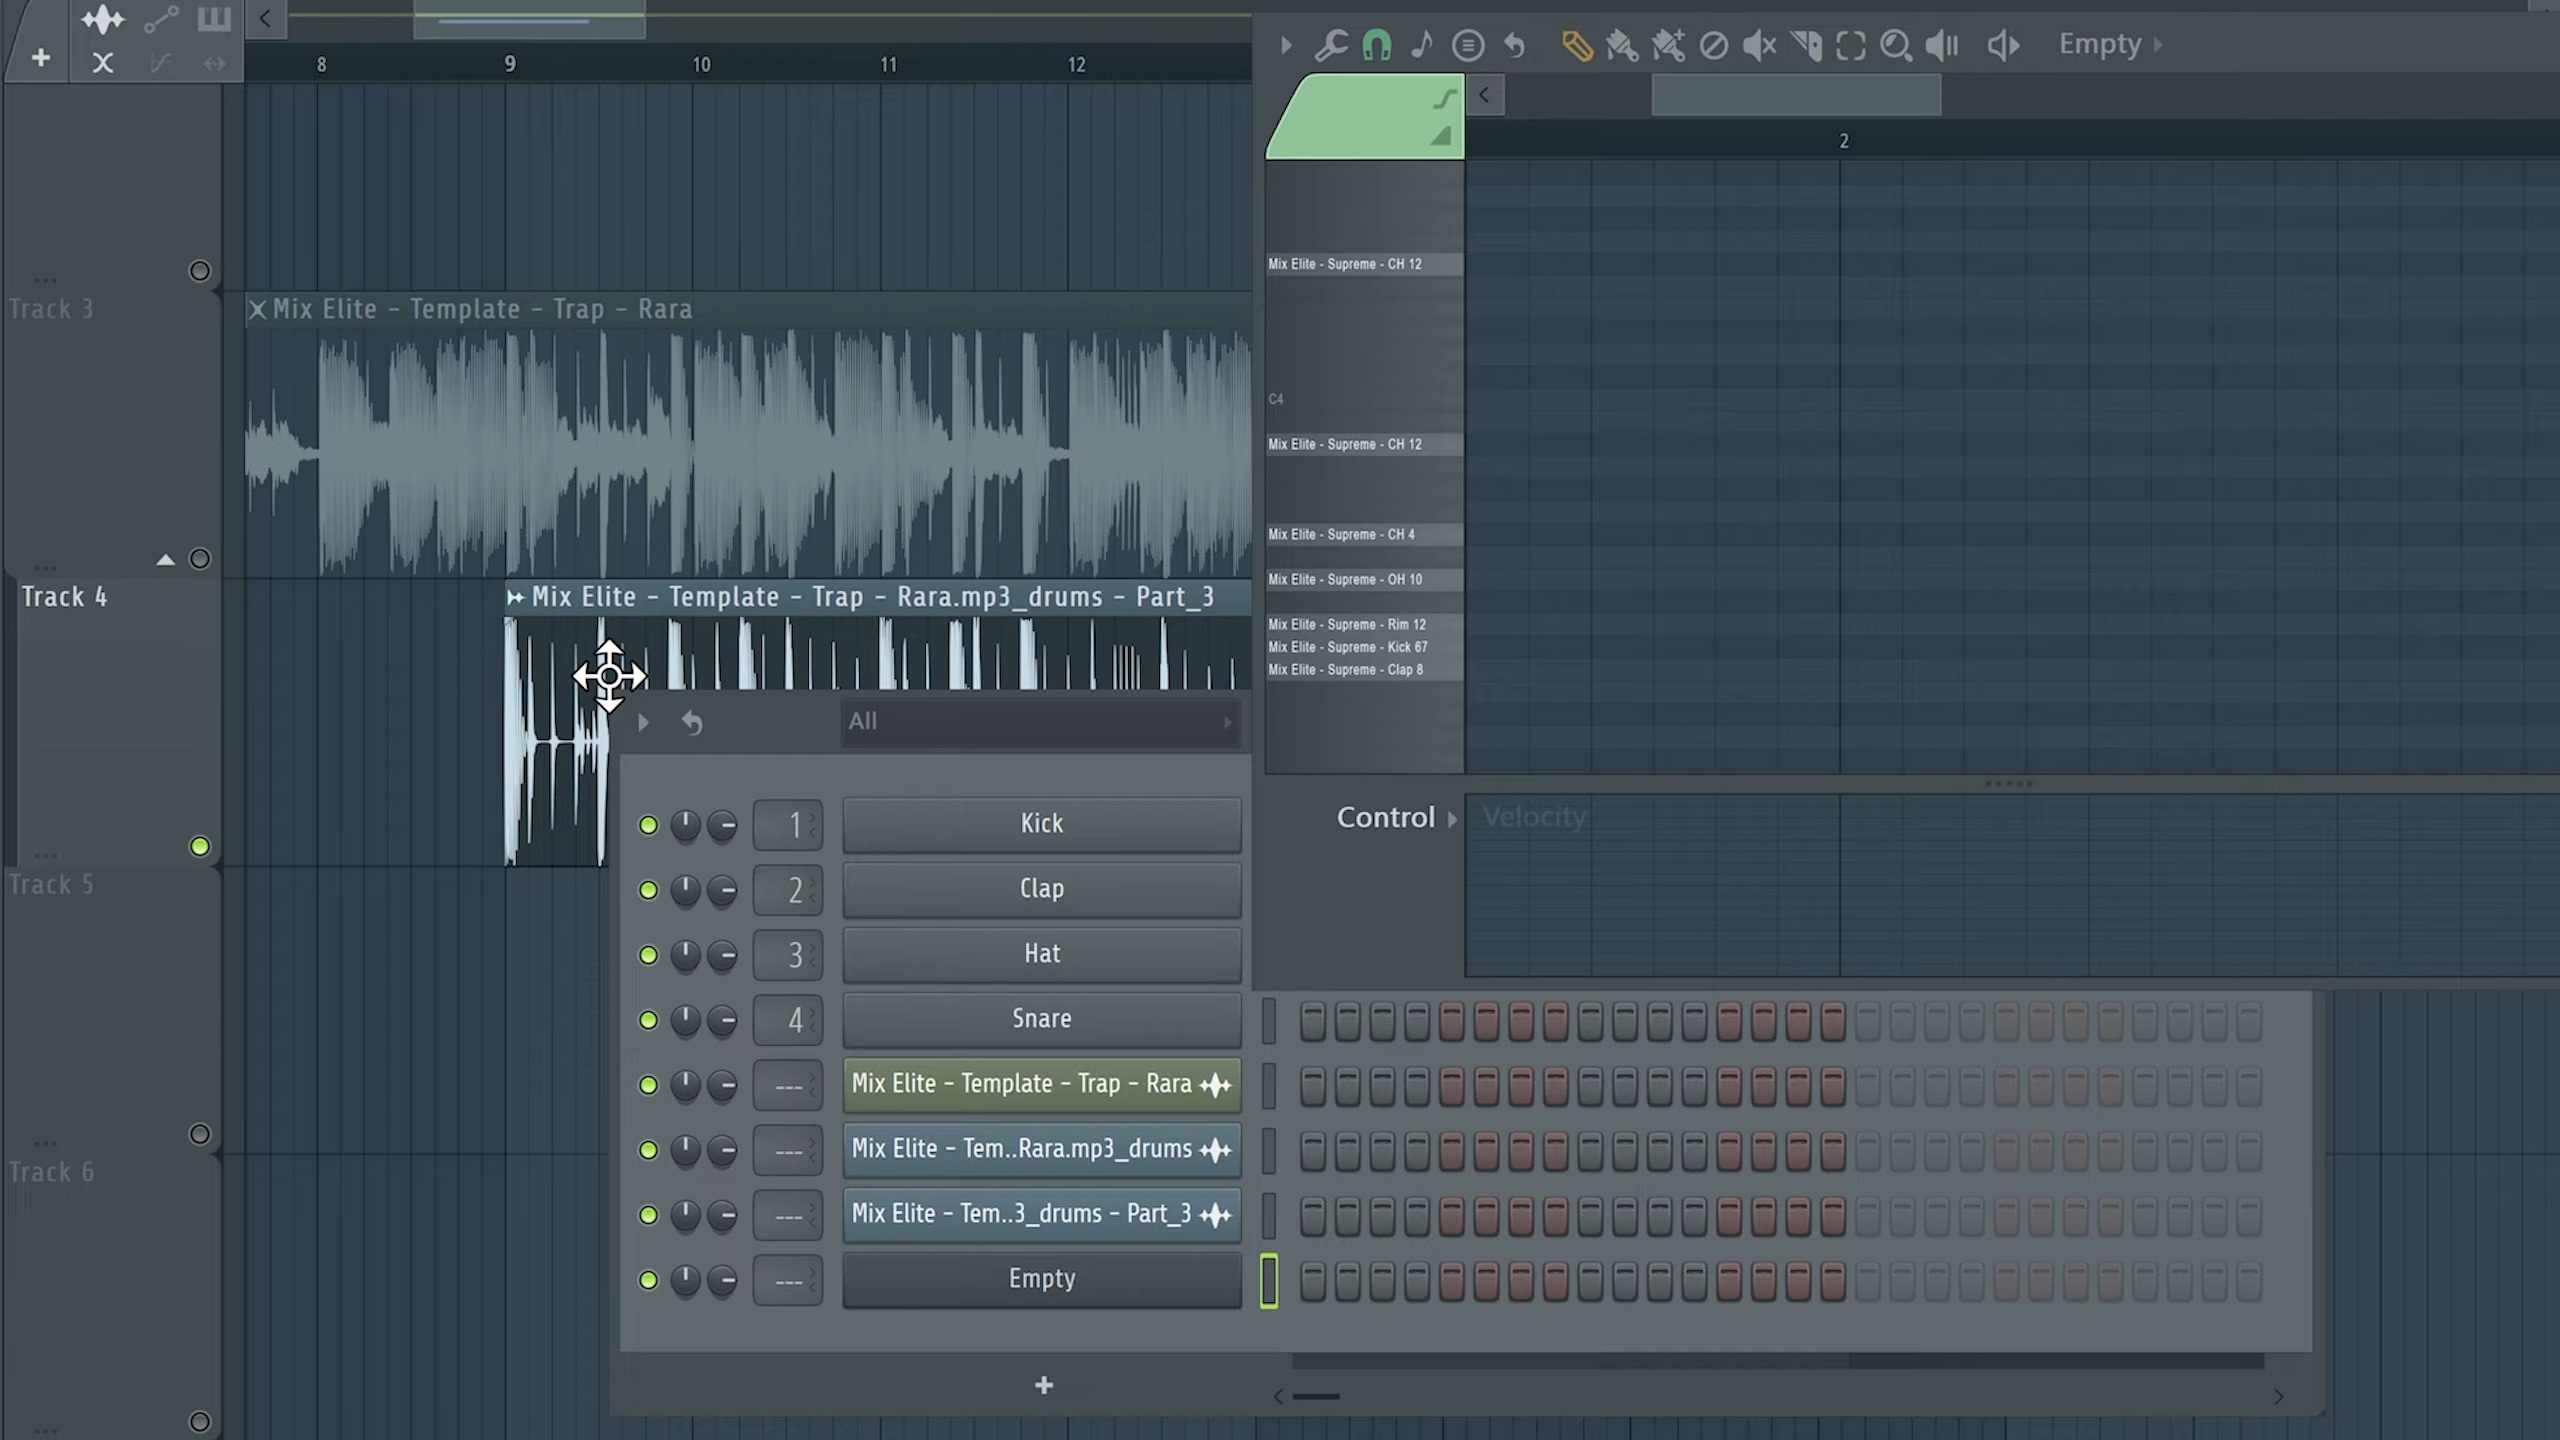 Empty
8
9
10
11
12
2
Track 3
Mix Elite - Template - Trap - Rara
Mix Elite - Supreme - CH 12
C4
Mix Elite - Supreme - CH 12
Mix Elite - Supreme - CH 4
Mix Elite - Supreme - OH 10
Mix Elite - Supreme - Rim 12
Mix Elite - Supreme - Kick 67
Mix Elite - Supreme - Clap 8
Track 4
Mix Elite - Template - Trap - Rara.mp3_drums - Part_3
All
Control
Velocity
1
Kick
2
Clap
3
Hat
4
Snare
---
Mix Elite - Template - Trap - Rara
---
Mix Elite - Tem..Rara.mp3_drums
---
Mix Elite - Tem..3_drums - Part_3
---
Empty
Track 5
Track 6